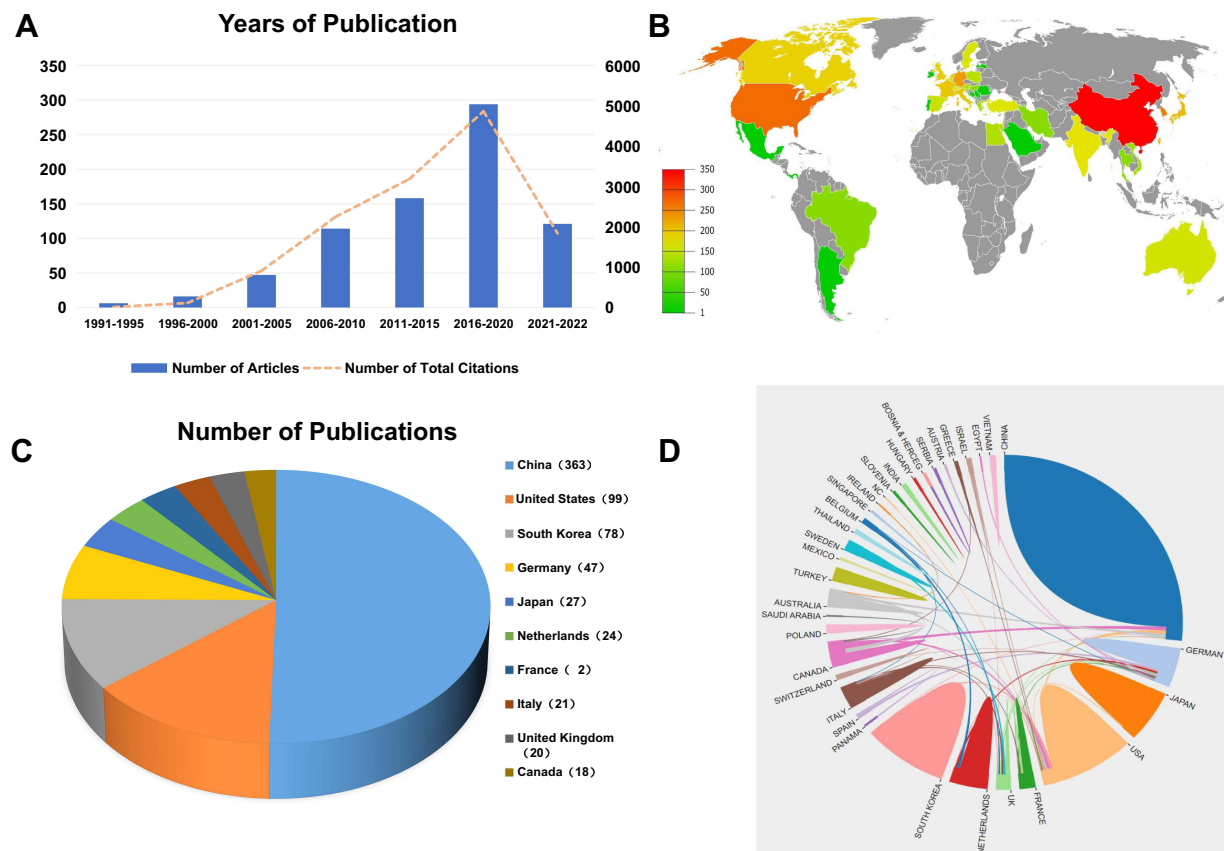 A
Years of Publication
350
300
250
200
150
100
50
0
6000
5000
4000
3000
2000
1000
0
1991-1995
1996-2000
2001-2005
2006-2010
2011-2015
2016-2020
2021-2022
Number of Articles
Number of Total Citations
B
350
300
250
200
150
100
50
1
C
Number of Publications
China（363）
United States（99）
South Korea（78）
Germany（47）
Japan（27）
Netherlands（24）
France（ 2）
Italy（21）
United Kingdom
（20）
Canada（18）
D
CHINA
VIETNAM
EGYPT
ISRAEL
GREECE
AUSTRIA
SERBIA
BOSNIA & HERCEG
HUNGARY
INDIA
SLOVENIA
NC
IRELAND
SINGAPORE
BELGIUM
THAILAND
SWEDEN
MEXICO
TURKEY
AUSTRALIA
SAUDI ARABIA
POLAND
CANADA
SWITZERLAND
ITALY
SPAIN
PANAMA
SOUTH KOREA
NETHERLANDS
UK
FRANCE
USA
JAPAN
GERMAN